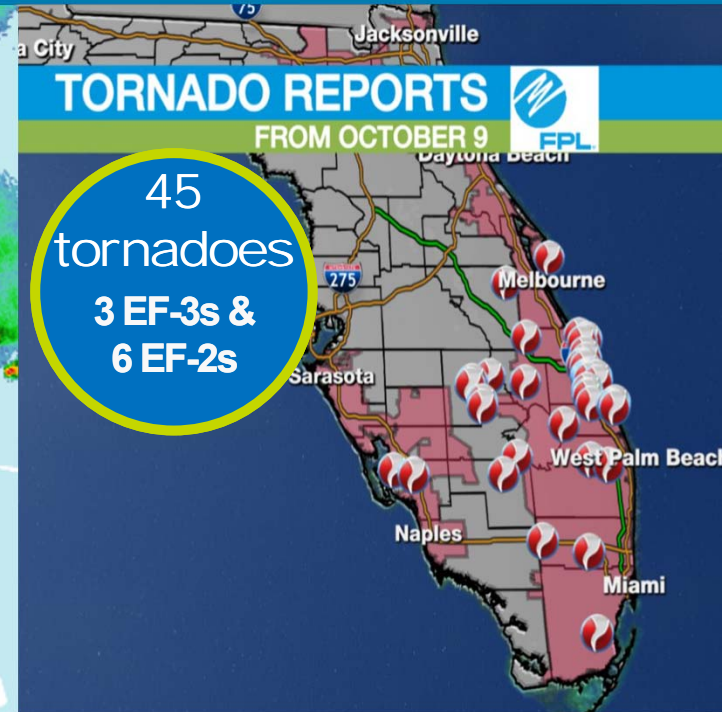 75
Jacksonville
a City
TORNADO REPORTS
FROM OCTOBER 9
FPL
Daytona Beach
45
tornadoes
3 EF-3s &
6 EF-2s
275
Melbourne
Sarasota
West Palm Beach
Naples
Miami